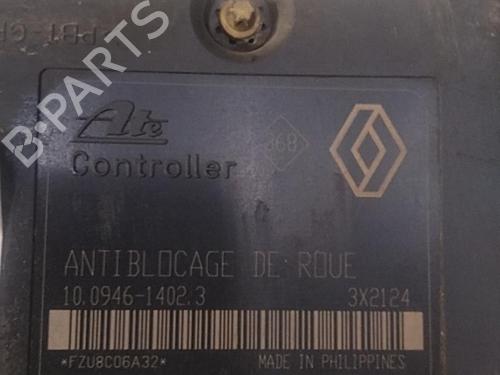 B-PARTS
Ate
Controller
368
ANTIBLOCAGE DE ROUE
10.0946-1402.3 3X2124
*FZU8C06A32* MADE IN PHILIPPINES